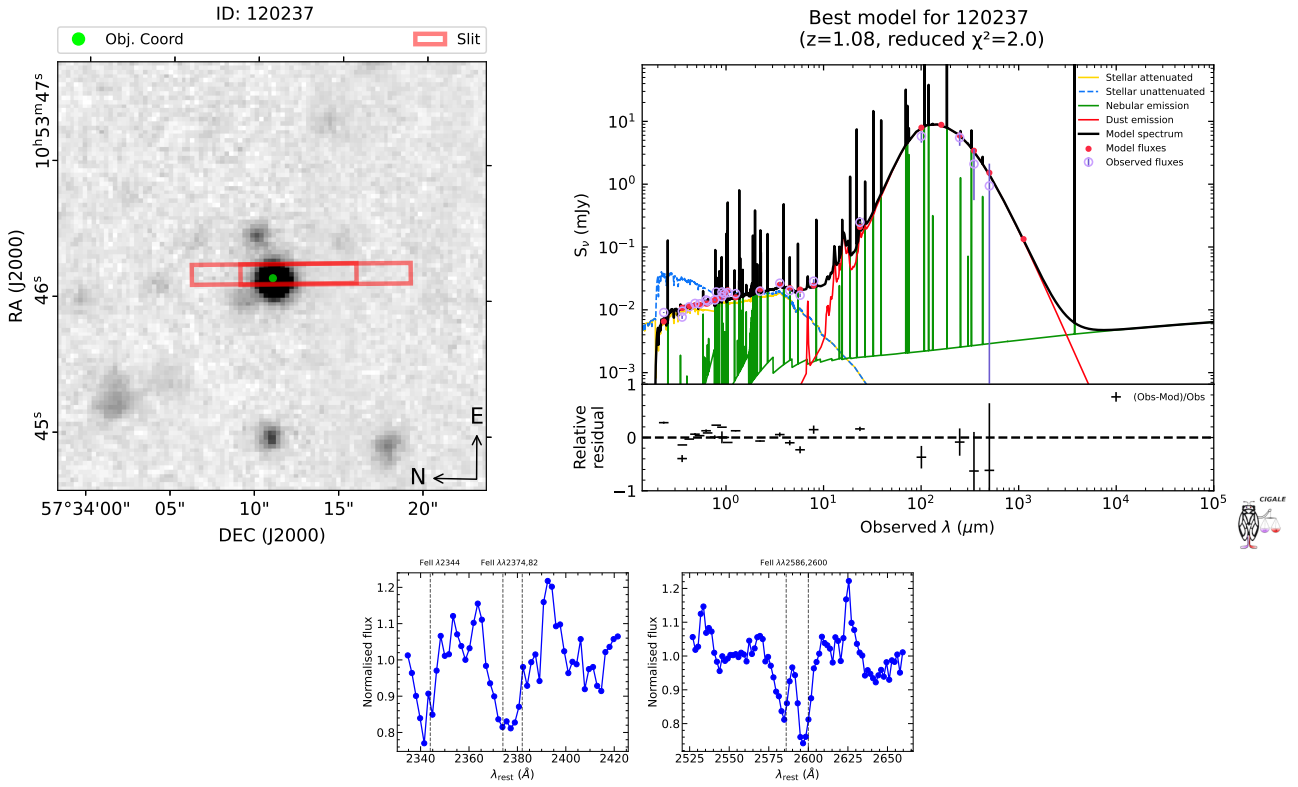 ID: 120237
Obj. Coord
Slit
10ʰ53ᵐ47ˢ
46ˢ
45ˢ
RA (J2000)
E
N
57°34'00"
05"
10"
15"
20"
DEC (J2000)
Best model for 120237
(z=1.08, reduced χ²=2.0)
Stellar attenuated
Stellar unattenuated
Nebular emission
Dust emission
Model spectrum
Model fluxes
Observed fluxes
10¹
10⁰
10⁻¹
10⁻²
10⁻³
Sᵥ (mJy)
(Obs-Mod)/Obs
1
0
−1
Relative
residual
10⁰
10¹
10²
10³
10⁴
10⁵
Observed λ (μm)
CIGALE
FeII λ2344
FeII λλ2374,82
1.2
1.1
1.0
0.9
0.8
Normalised flux
2340
2360
2380
2400
2420
λrest (Å)
FeII λλ2586,2600
1.2
1.1
1.0
0.9
0.8
Normalised flux
2525
2550
2575
2600
2625
2650
λrest (Å)